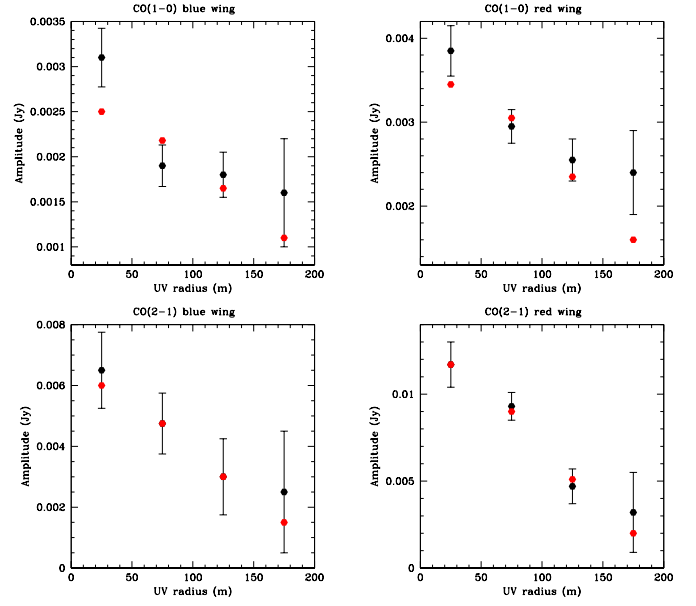 CO(1-0) blue wing
0.0035
0.003
0.0025
0.002
0.0015
0.001
Amplitude (Jy)
0 50 100 150 200
UV radius (m)
CO(1-0) red wing
0.004
0.003
0.002
Amplitude (Jy)
0 50 100 150 200
UV radius (m)
CO(2-1) blue wing
0.008
0.006
0.004
0.002
0
Amplitude (Jy)
0 50 100 150 200
UV radius (m)
CO(2-1) red wing
0.01
0.005
0
Amplitude (Jy)
0 50 100 150 200
UV radius (m)